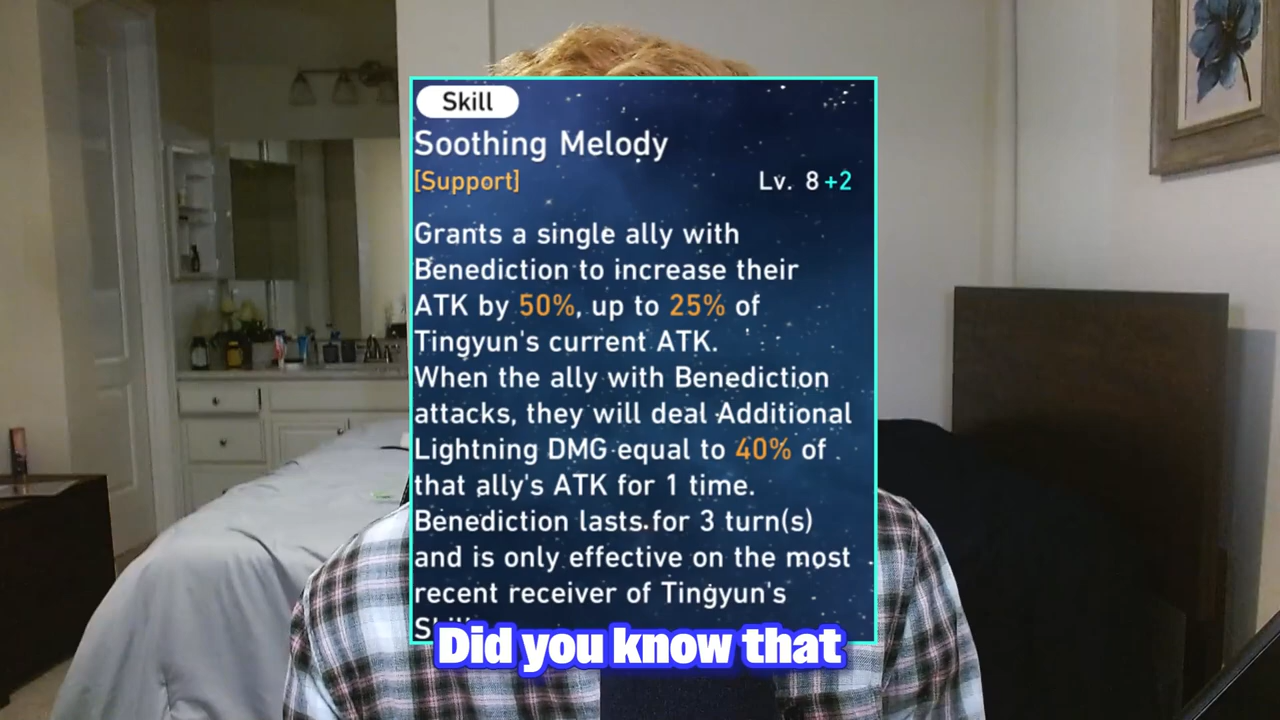 Skill
Soothing Melody
[Support]
Lv. 8+2
Grants a single ally with
Benediction to increase their
ATK by 50%, up to 25% of
Tingyun's current ATK.
When the ally with Benediction
attacks, they will deal Additional
Lightning DMG equal to 40% of
that ally's ATK for 1 time.
Benediction lasts for 3 turn(s)
and is only effective on the most
recent receiver of Tingyun's
Did you know that